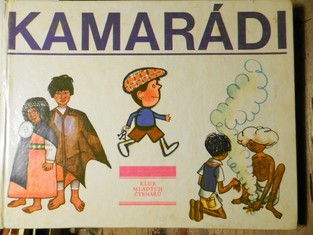 KAMARÁDI
KLUB
MLADÝCH
ČTENÁŘŮ